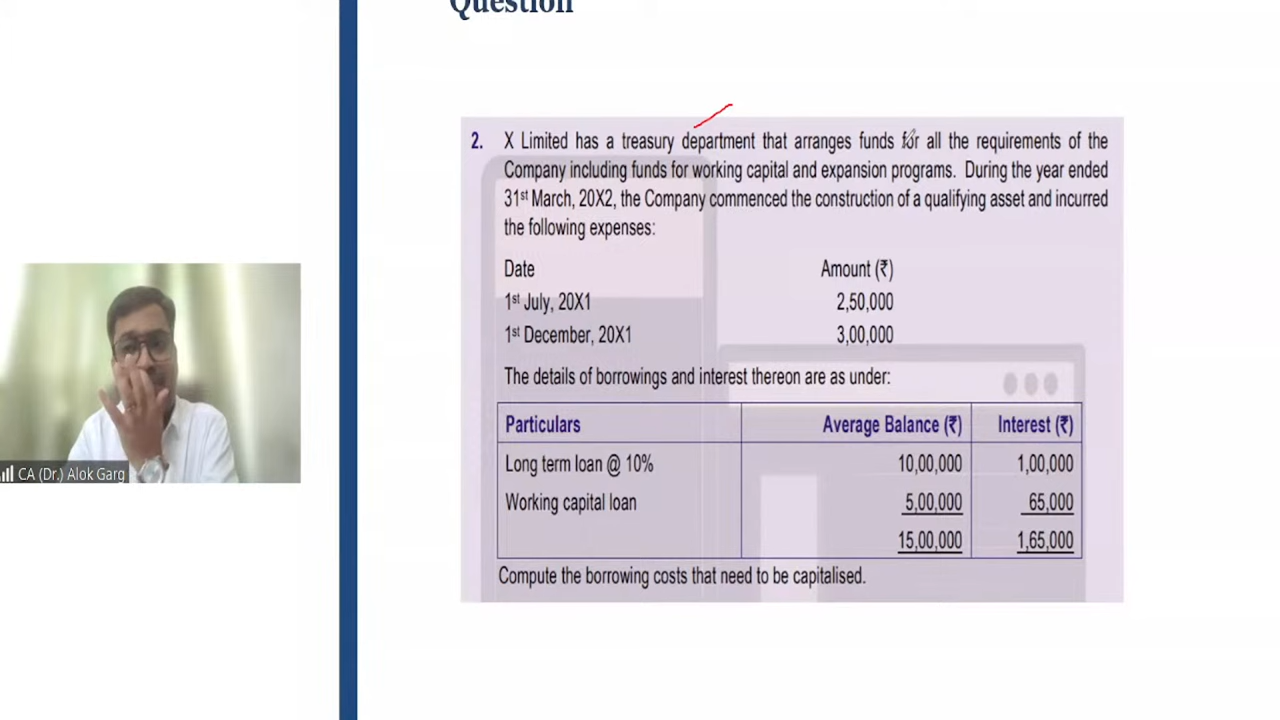 Question
2. X Limited has a treasury department that arranges funds for all the requirements of the
Company including funds for working capital and expansion programs. During the year ended
31st March, 20X2, the Company commenced the construction of a qualifying asset and incurred
the following expenses:
Date Amount (₹)
1st July, 20X1 2,50,000
1st December, 20X1 3,00,000
The details of borrowings and interest thereon are as under:
Particulars Average Balance (₹) Interest (₹)
Long term loan @ 10% 10,00,000 1,00,000
Working capital loan 5,00,000 65,000
15,00,000 1,65,000
Compute the borrowing costs that need to be capitalised.
CA (Dr.) Alok Garg